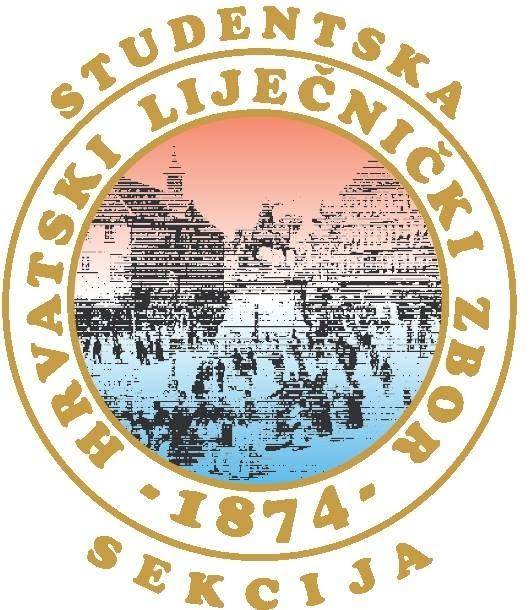 STUDENTSKA
HRVATSKI LIJEČNIČKI ZBOR
- 1874 -
SEKCIJA